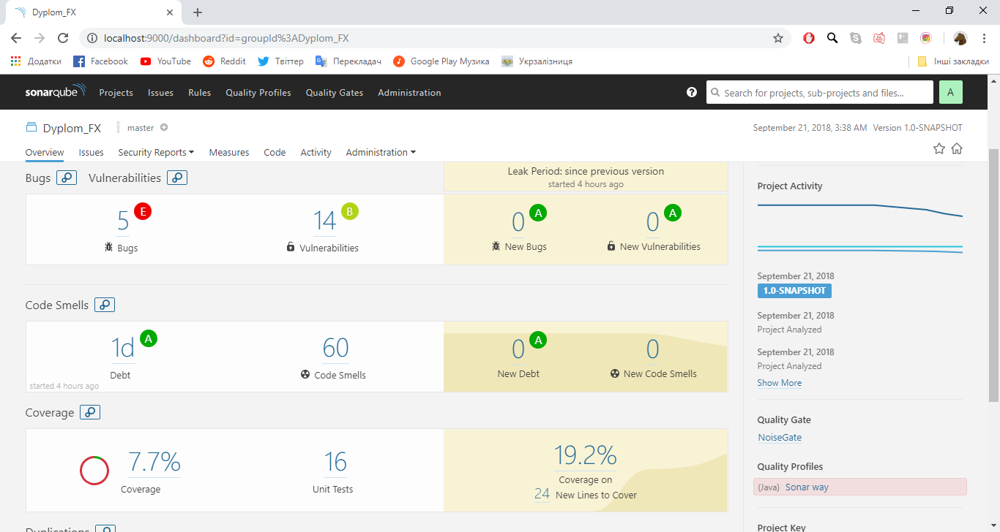 Dyplom_FX
localhost:9000/dashboard?id=groupId%3ADyplom_FX
Додатки Facebook YouTube Reddit Твіттер Перекладач Google Play Музика Укрзалізниця Інші закладки
sonarqube Projects Issues Rules Quality Profiles Quality Gates Administration Search for projects, sub-projects and files... A
Dyplom_FX master September 21, 2018, 3:38 AM Version 1.0-SNAPSHOT
Overview Issues Security Reports Measures Code Activity Administration
Bugs Vulnerabilities
Leak Period: since previous version
started 4 hours ago
5 E 14 B 0 A 0 A
Bugs Vulnerabilities New Bugs New Vulnerabilities
Code Smells
1d A 60 0 A 0
Debt Code Smells New Debt New Code Smells
started 4 hours ago
Coverage
7.7% 16 19.2%
Coverage Unit Tests Coverage on
24 New Lines to Cover
Duplications
Project Activity
September 21, 2018
1.0-SNAPSHOT
September 21, 2018
Project Analyzed
September 21, 2018
Project Analyzed
Show More
Quality Gate
NoiseGate
Quality Profiles
(Java) Sonar way
Project Key